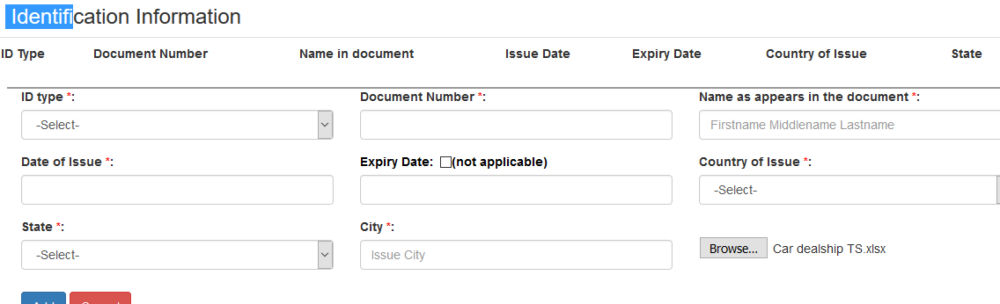 Identification Information
ID Type Document Number Name in document Issue Date Expiry Date Country of Issue State
ID type *: Document Number *: Name as appears in the document *:
-Select- Firstname Middlename Lastname
Date of Issue *: Expiry Date: (not applicable) Country of Issue *:
-Select-
State *: City *:
-Select- Issue City Browse... Car dealship TS.xlsx